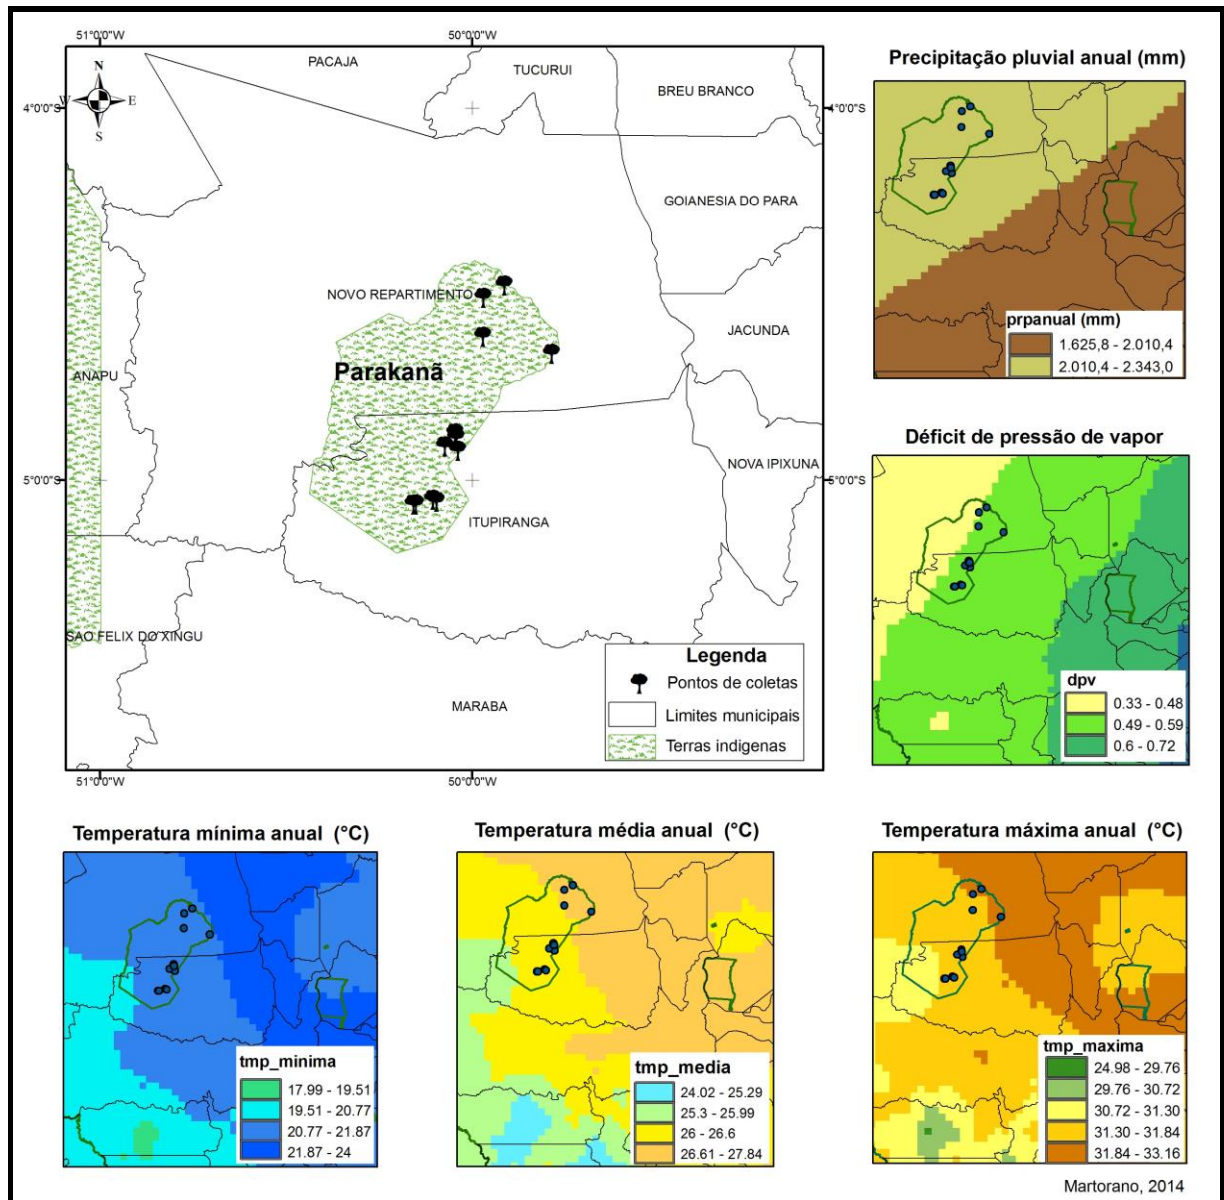 51°0'0"W
50°0'0"W
N
W
E
S
4°0'0"S
4°0'0"S
PACAJA
TUCURUI
BREU BRANCO
GOIANESIA DO PARA
NOVO REPARTIMENTO
JACUNDA
ANAPU
Parakanã
NOVA IPIXUNA
5°0'0"S
5°0'0"S
ITUPIRANGA
SAO FELIX DO XINGU
MARABA
Legenda
Pontos de coletas
Limites municipais
Terras indigenas
51°0'0"W
50°0'0"W
Precipitação pluvial anual (mm)
prpanual (mm)
1.625,8 - 2.010,4
2.010,4 - 2.343,0
Déficit de pressão de vapor
dpv
0.33 - 0.48
0.49 - 0.59
0.6 - 0.72
Temperatura mínima anual (°C)
tmp_minima
17.99 - 19.51
19.51 - 20.77
20.77 - 21.87
21.87 - 24
Temperatura média anual (°C)
tmp_media
24.02 - 25.29
25.3 - 25.99
26 - 26.6
26.61 - 27.84
Temperatura máxima anual (°C)
tmp_maxima
24.98 - 29.76
29.76 - 30.72
30.72 - 31.30
31.30 - 31.84
31.84 - 33.16
Martorano, 2014